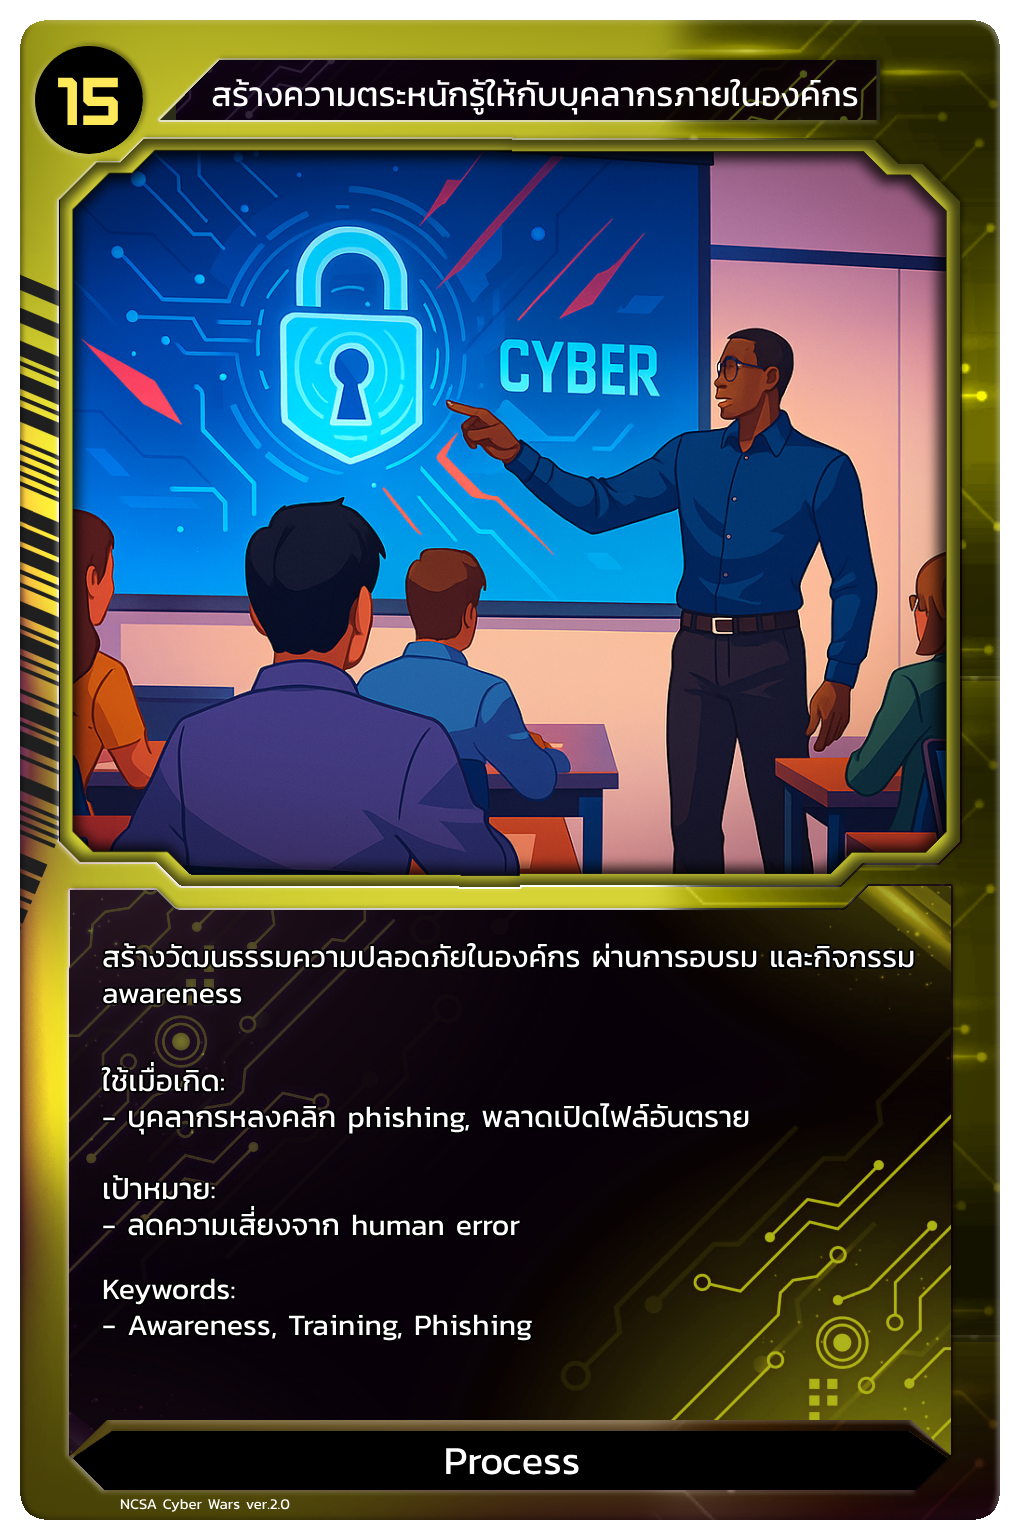 15
สร้างความตระหนักรู้ให้กับบุคลากรภายในองค์กร
CYBER
สร้างวัฒนธรรมความปลอดภัยในองค์กร ผ่านการอบรม และกิจกรรม
awareness
ใช้เมื่อเกิด:
- บุคลากรหลงคลิก phishing, พลาดเปิดไฟล์อันตราย
เป้าหมาย:
- ลดความเสี่ยงจาก human error
Keywords:
- Awareness, Training, Phishing
Process
NCSA Cyber Wars ver.2.0